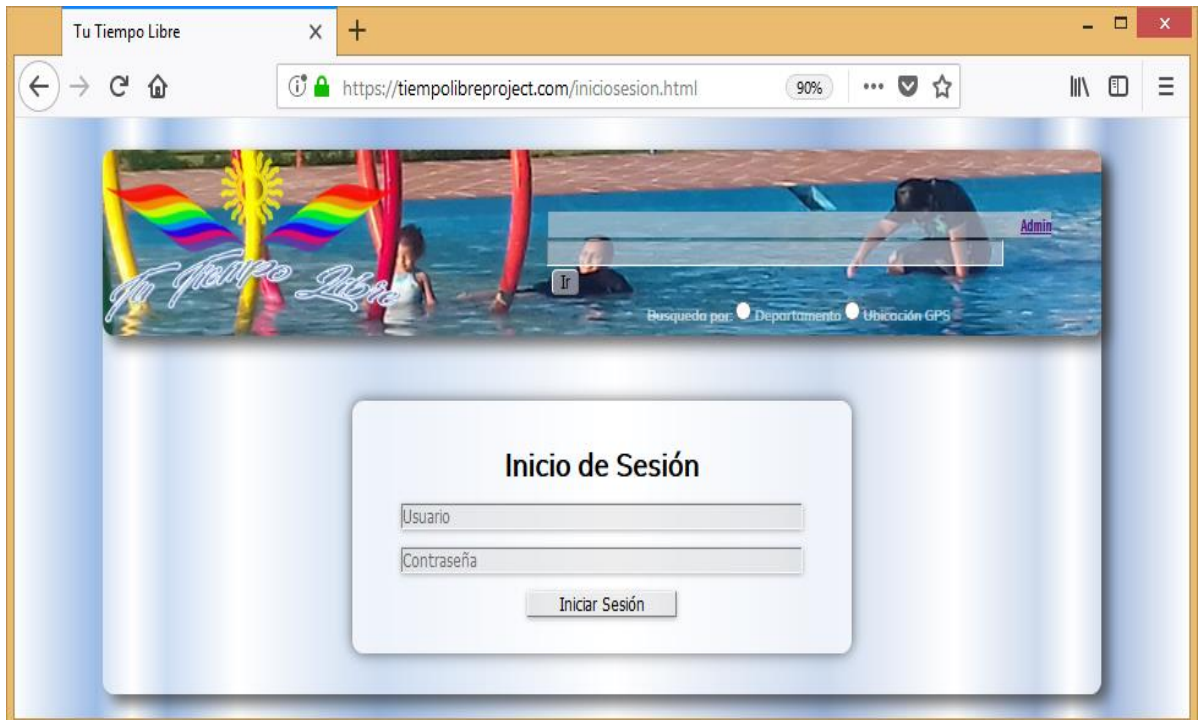 Tu Tiempo Libre
https://tiempolibreproject.com/iniciosesion.html
90%
Tu Tiempo Libre
Admin
Ir
Busqueda por: Departamento Ubicación GPS
Inicio de Sesión
Usuario
Contraseña
Iniciar Sesión